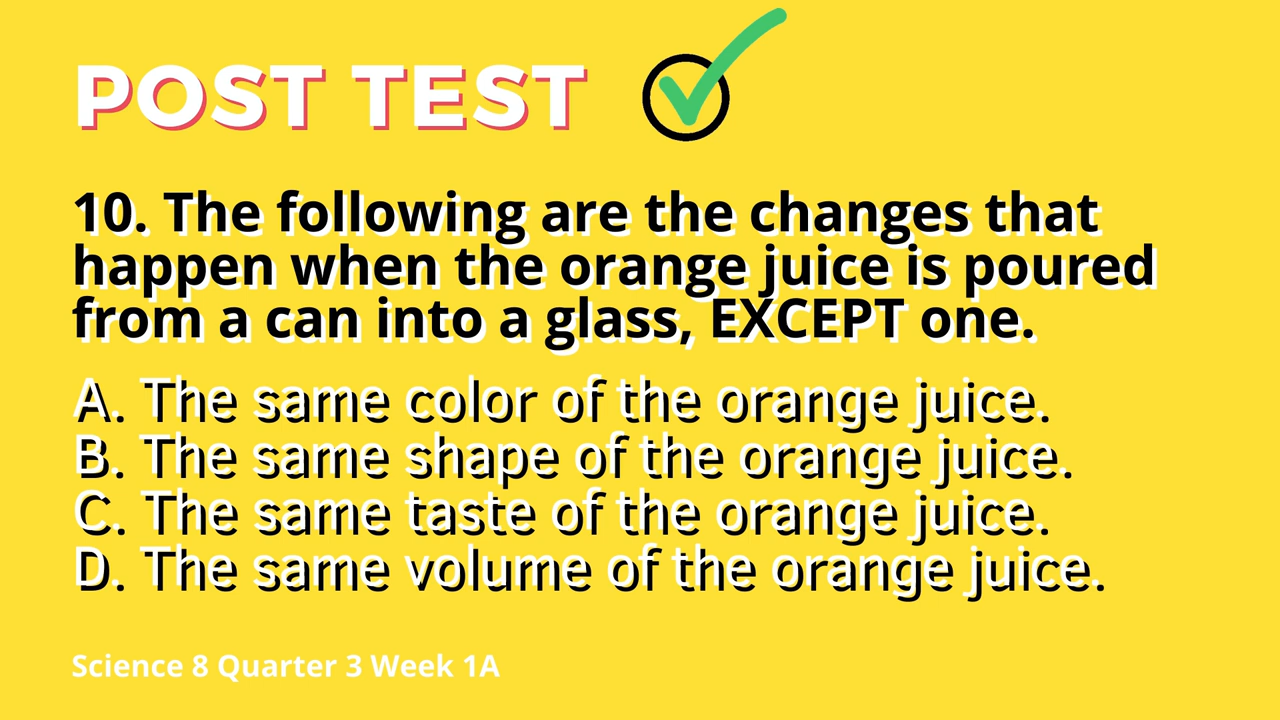 POST TEST
10. The following are the changes that
happen when the orange juice is poured
from a can into a glass, EXCEPT one.
A. The same color of the orange juice.
B. The same shape of the orange juice.
C. The same taste of the orange juice.
D. The same volume of the orange juice.
Science 8 Quarter 3 Week 1A